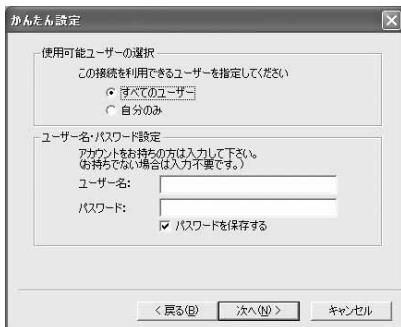 かんたん設定
使用可能ユーザーの選択
この接続を利用できるユーザーを指定してください
すべてのユーザー
自分のみ
ユーザー名・パスワード設定
アカウントをお持ちの方は入力して下さい。
(お持ちでない場合は入力不要です。)
ユーザー名:
パスワード:
パスワードを保存する
< 戻る(B)
次へ(N) >
キャンセル